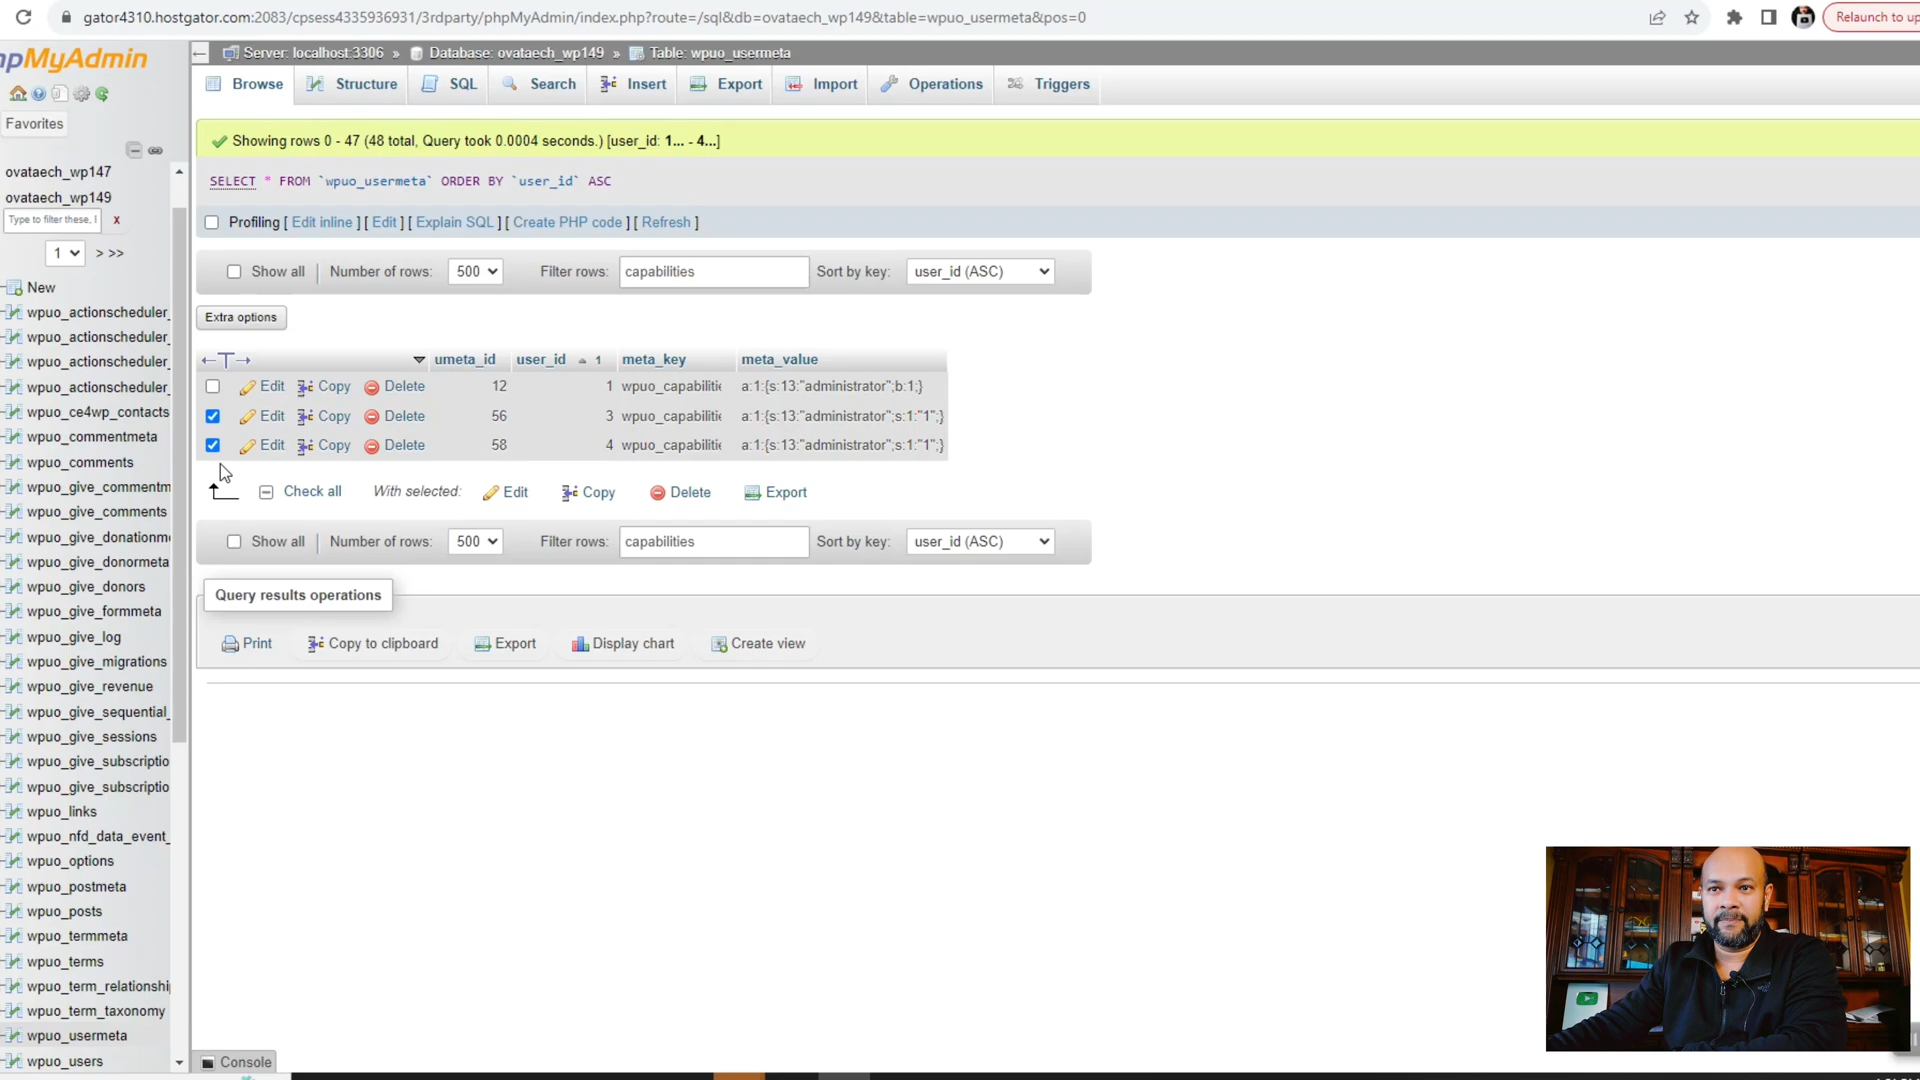 gator4310.hostgator.com:2083/cpsess4335936931/3rdparty/phpMyAdmin/index.php?route=/sql&db=ovataech_wp149&table=wpuo_usermeta&pos=0
Relaunch to up
hpMyAdmin
Server: localhost:3306 » Database: ovataech_wp149 » Table: wpuo_usermeta
Browse Structure SQL Search Insert Export Import Operations Triggers
Favorites
Showing rows 0 - 47 (48 total, Query took 0.0004 seconds.) [user_id: 1... - 4...]
SELECT * FROM `wpuo_usermeta` ORDER BY `user_id` ASC
Profiling [ Edit inline ] [ Edit ] [ Explain SQL ] [ Create PHP code ] [ Refresh ]
Show all Number of rows: 500 Filter rows: capabilities Sort by key: user_id (ASC)
Extra options
umeta_id user_id 1 meta_key meta_value
Edit Copy Delete 12 1 wpuo_capabilitie a:1:{s:13:"administrator";b:1;}
Edit Copy Delete 56 3 wpuo_capabilitie a:1:{s:13:"administrator";s:1:"1";}
Edit Copy Delete 58 4 wpuo_capabilitie a:1:{s:13:"administrator";s:1:"1";}
Check all With selected: Edit Copy Delete Export
Show all Number of rows: 500 Filter rows: capabilities Sort by key: user_id (ASC)
Query results operations
Print Copy to clipboard Export Display chart Create view
Console
ovataech_wp147
ovataech_wp149
Type to filter these, X
1 > >>
New
wpuo_actionscheduler_
wpuo_actionscheduler_
wpuo_actionscheduler_
wpuo_actionscheduler_
wpuo_ce4wp_contacts
wpuo_commentmeta
wpuo_comments
wpuo_give_commentm
wpuo_give_comments
wpuo_give_donationm
wpuo_give_donormeta
wpuo_give_donors
wpuo_give_formmeta
wpuo_give_log
wpuo_give_migrations
wpuo_give_revenue
wpuo_give_sequential_
wpuo_give_sessions
wpuo_give_subscriptio
wpuo_give_subscriptio
wpuo_links
wpuo_nfd_data_event_
wpuo_options
wpuo_postmeta
wpuo_posts
wpuo_termmeta
wpuo_terms
wpuo_term_relationshi
wpuo_term_taxonomy
wpuo_usermeta
wpuo_users